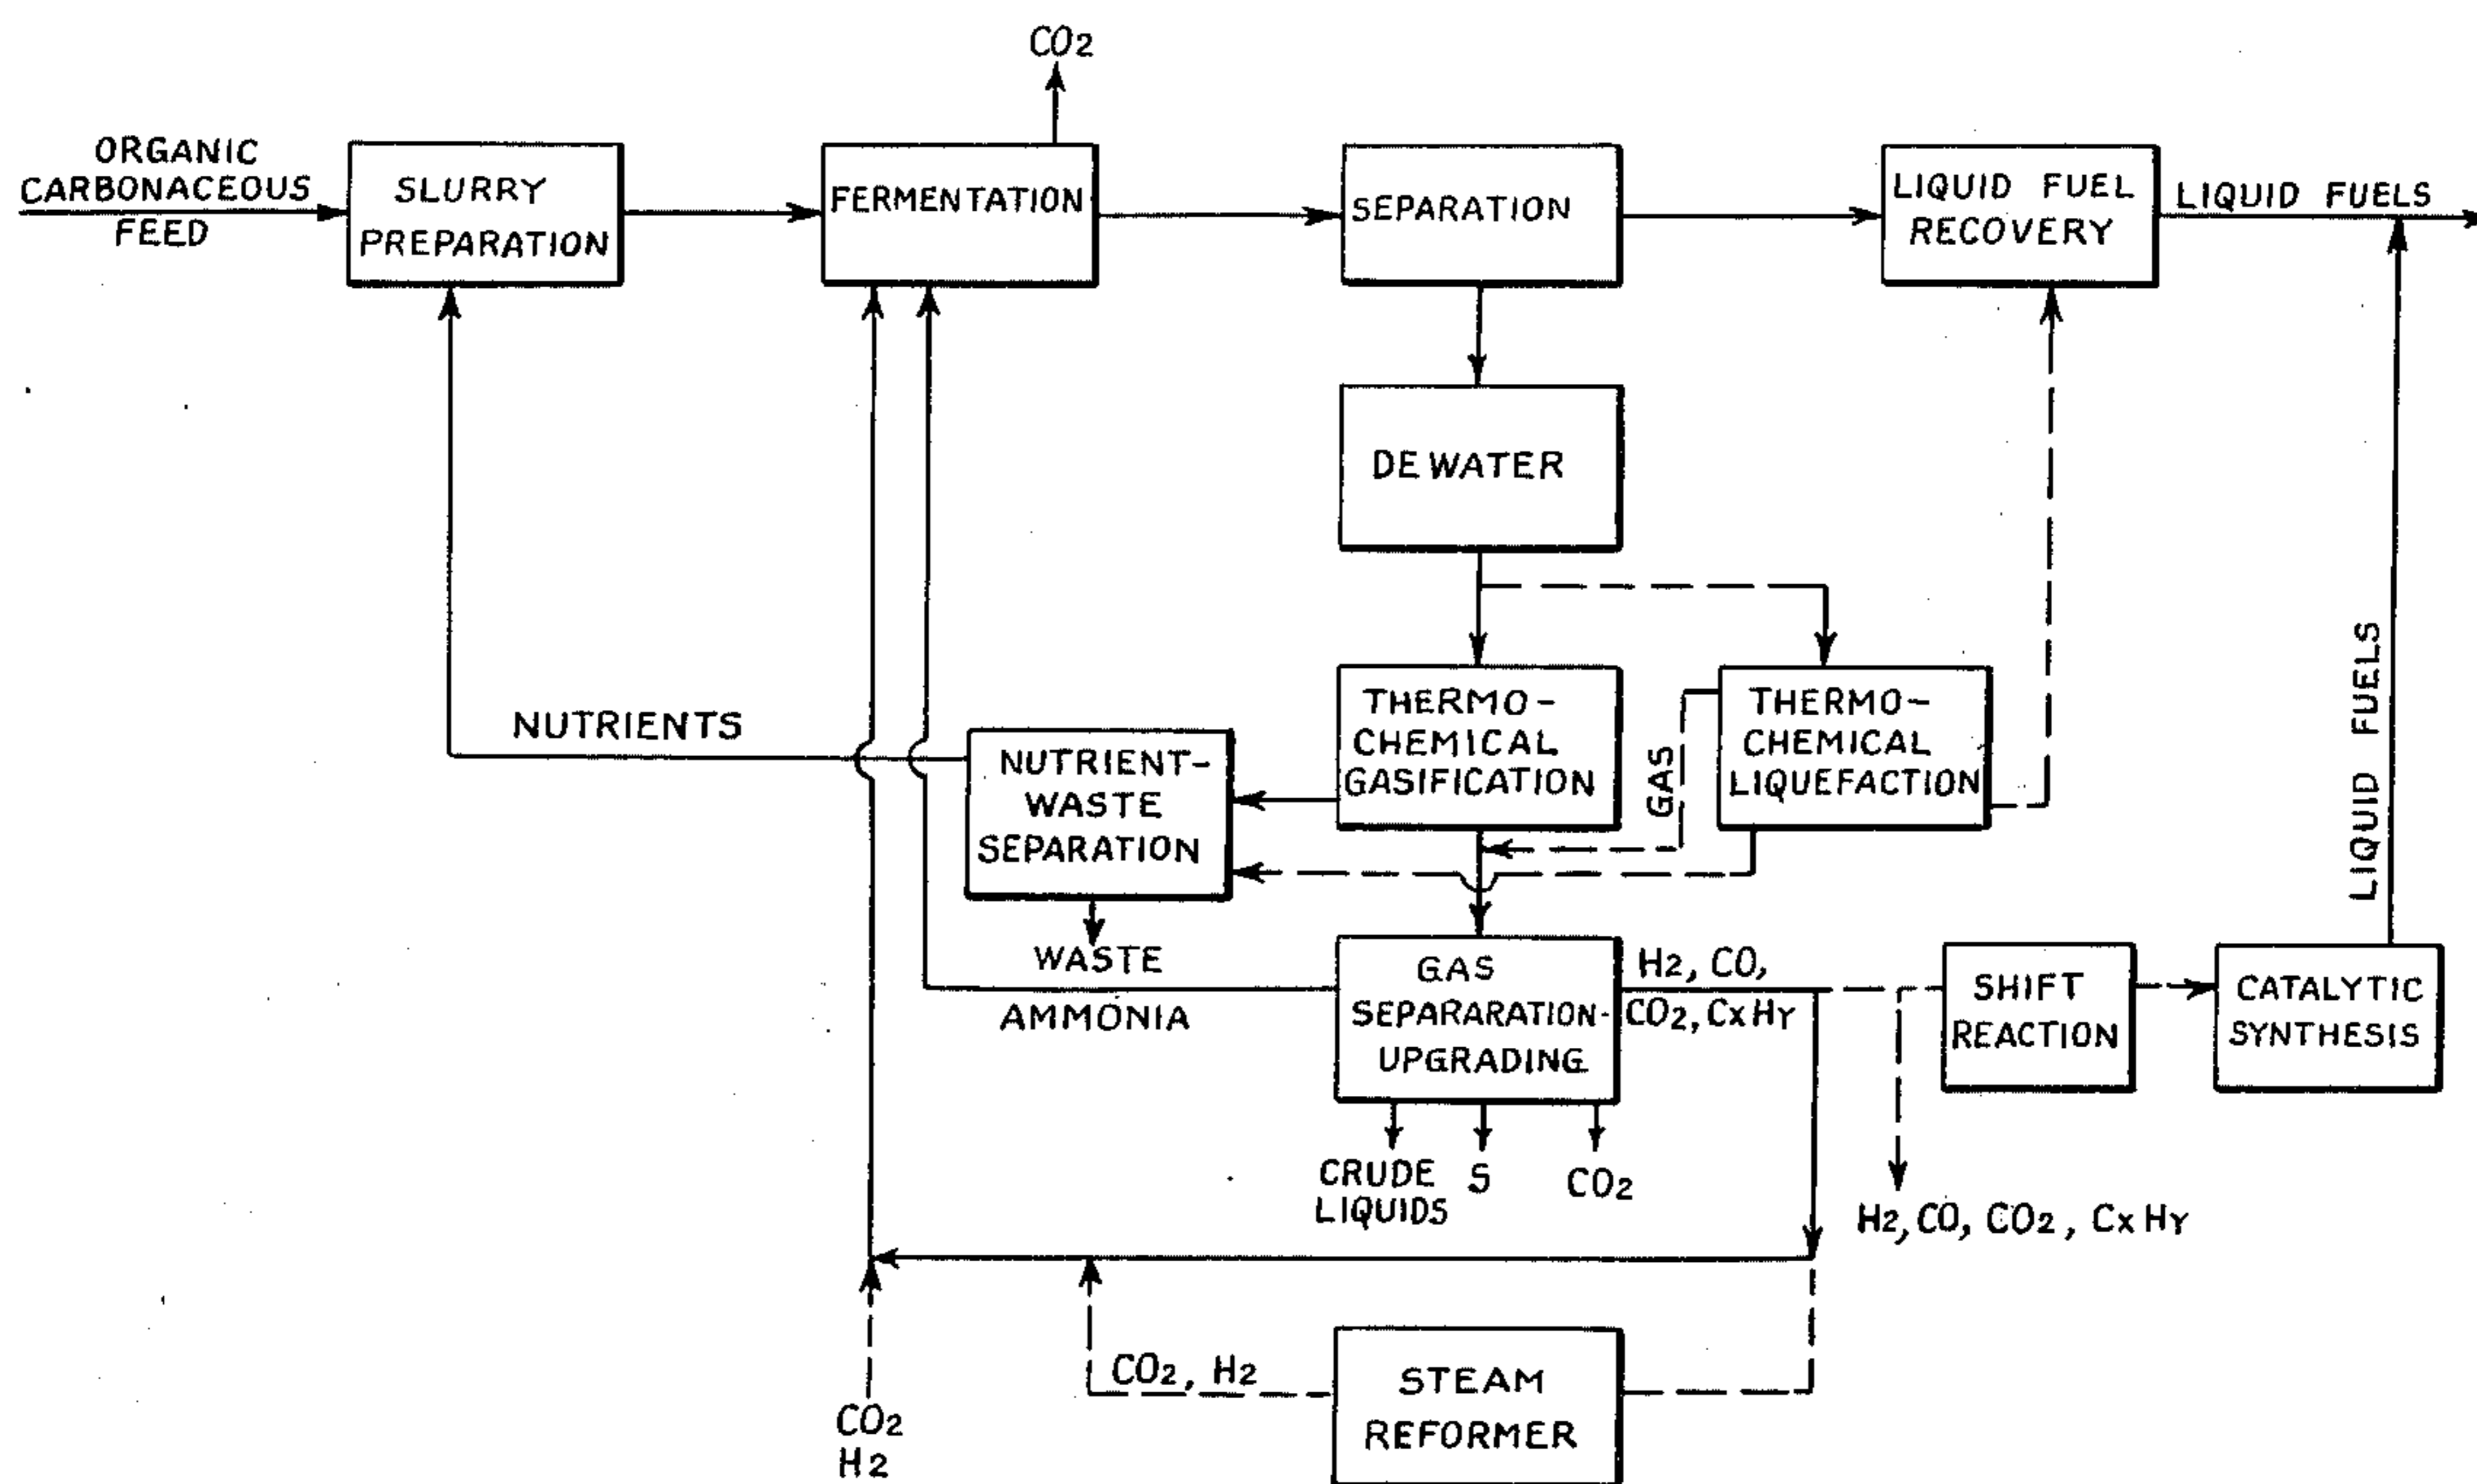 CO2
ORGANIC
CARBONACEOUS
FEED
SLURRY
PREPARATION
FERMENTATION
SEPARATION
LIQUID FUEL
RECOVERY
LIQUID FUELS
DEWATER
NUTRIENTS
NUTRIENT-
WASTE
SEPARATION
THERMO-
CHEMICAL
GASIFICATION
GAS
THERMO-
CHEMICAL
LIQUEFACTION
LIQUID FUELS
WASTE
AMMONIA
GAS
SEPARARATION-
UPGRADING
H2, CO,
CO2, CxHY
SHIFT
REACTION
CATALYTIC
SYNTHESIS
CRUDE
LIQUIDS
S
CO2
H2, CO, CO2, CxHY
CO2, H2
STEAM
REFORMER
CO2
H2